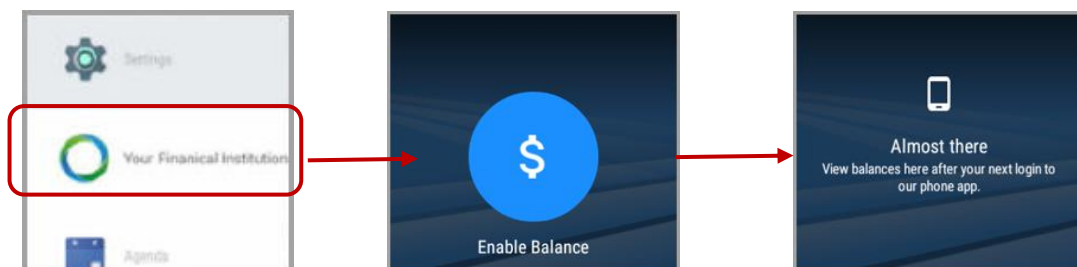 Settings
Your Finanical Institution
Agenda
$
Enable Balance
Almost there
View balances here after your next login to
our phone app.